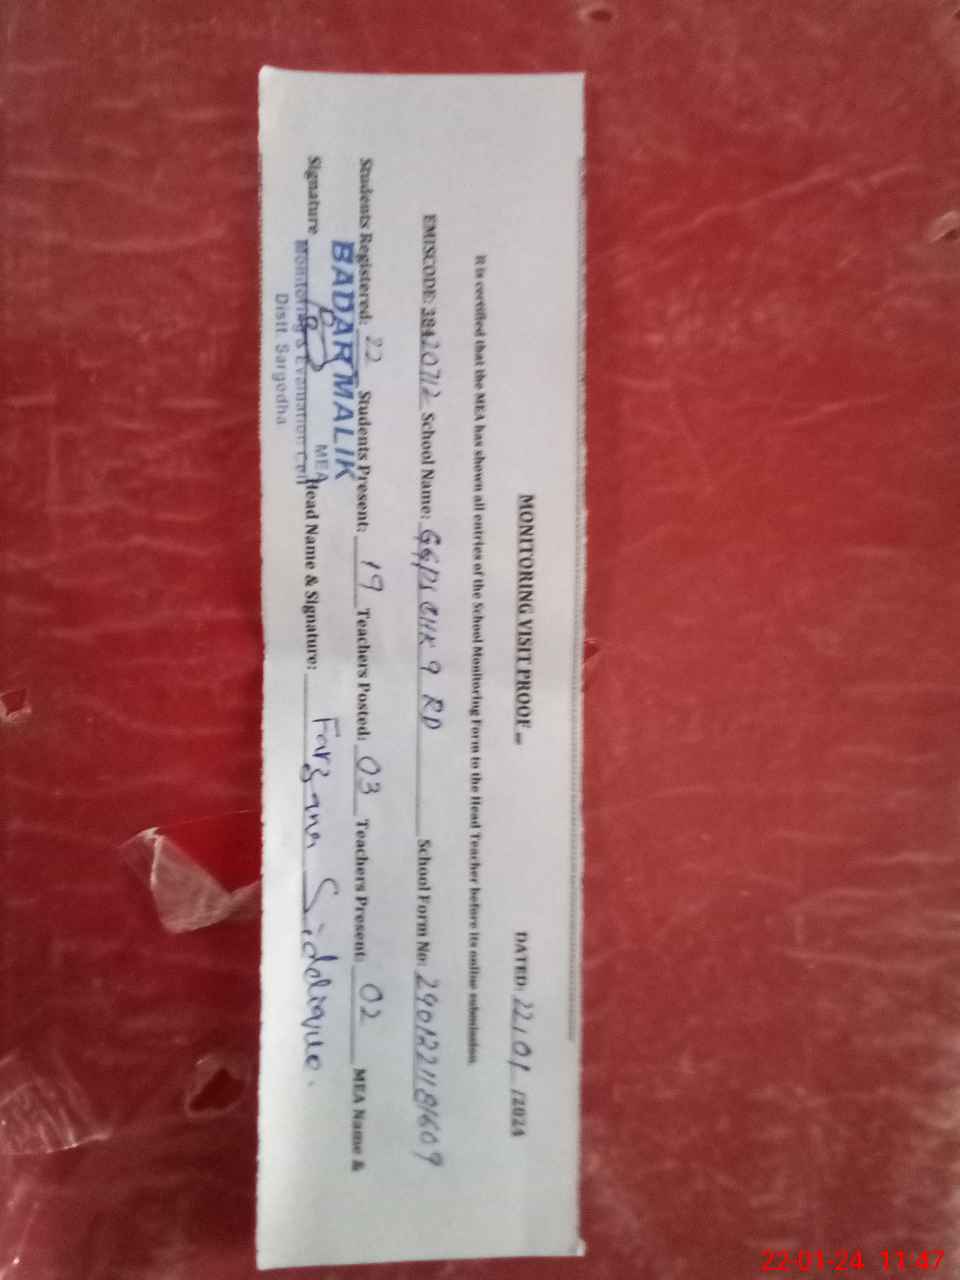 MONITORING VISIT PROOF
DATED: 22/01/2024
It is certified that the MEA has shown all entries of the School Monitoring Form to the Head Teacher before its online submission
EMISCODE: 38420712 School Name: GGPS CHK 9 RD School Form No: 2401221181609
Students Registered: 22 Students Present: 19 Teachers Posted: 03 Teachers Present: 02 MEA Name &
Signature Head Name & Signature: Farzana Siddique.
BADAR MALIK
MEA
Monitoring & Evaluation Cell
Distt. Sargodha
22-01-24 11:47